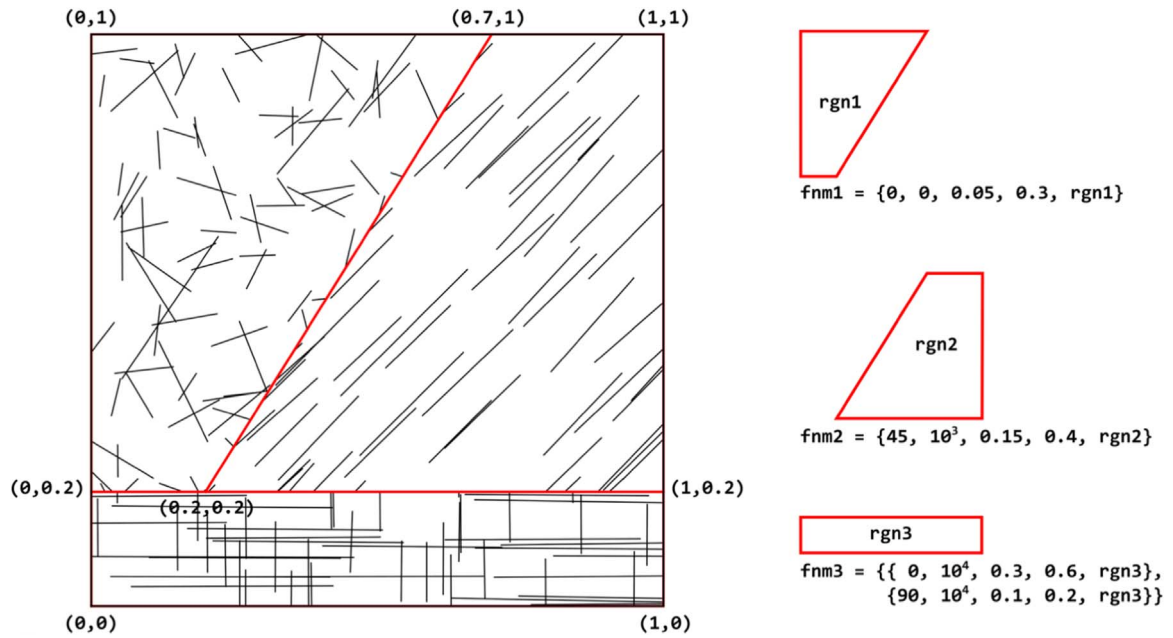 (0,1)
(0.7,1)
(1,1)
rgn1
fnm1 = {0, 0, 0.05, 0.3, rgn1}
rgn2
fnm2 = {45, 10³, 0.15, 0.4, rgn2}
(0,0.2)
(0.2,0.2)
(1,0.2)
rgn3
fnm3 = {{ 0, 10⁴, 0.3, 0.6, rgn3},
{90, 10⁴, 0.1, 0.2, rgn3}}
(0,0)
(1,0)